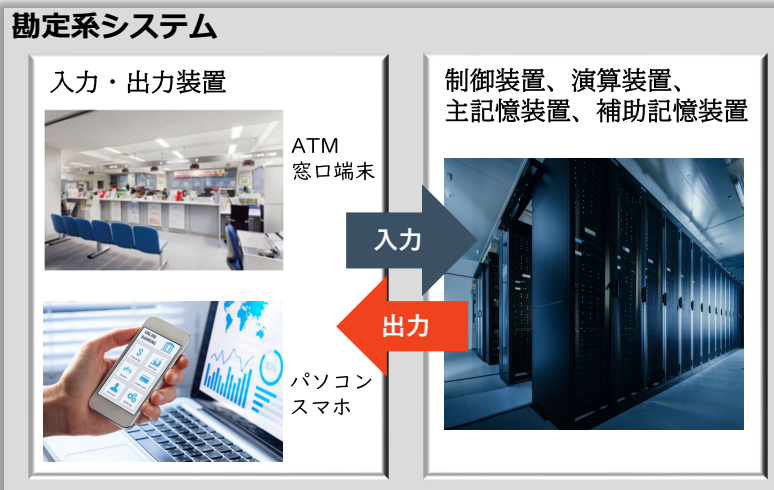 勘定系システム
入力・出力装置
ATM
窓口端末
パソコン
スマホ
入力
出力
制御装置、演算装置、
主記憶装置、補助記憶装置
ONLINE
BANKING